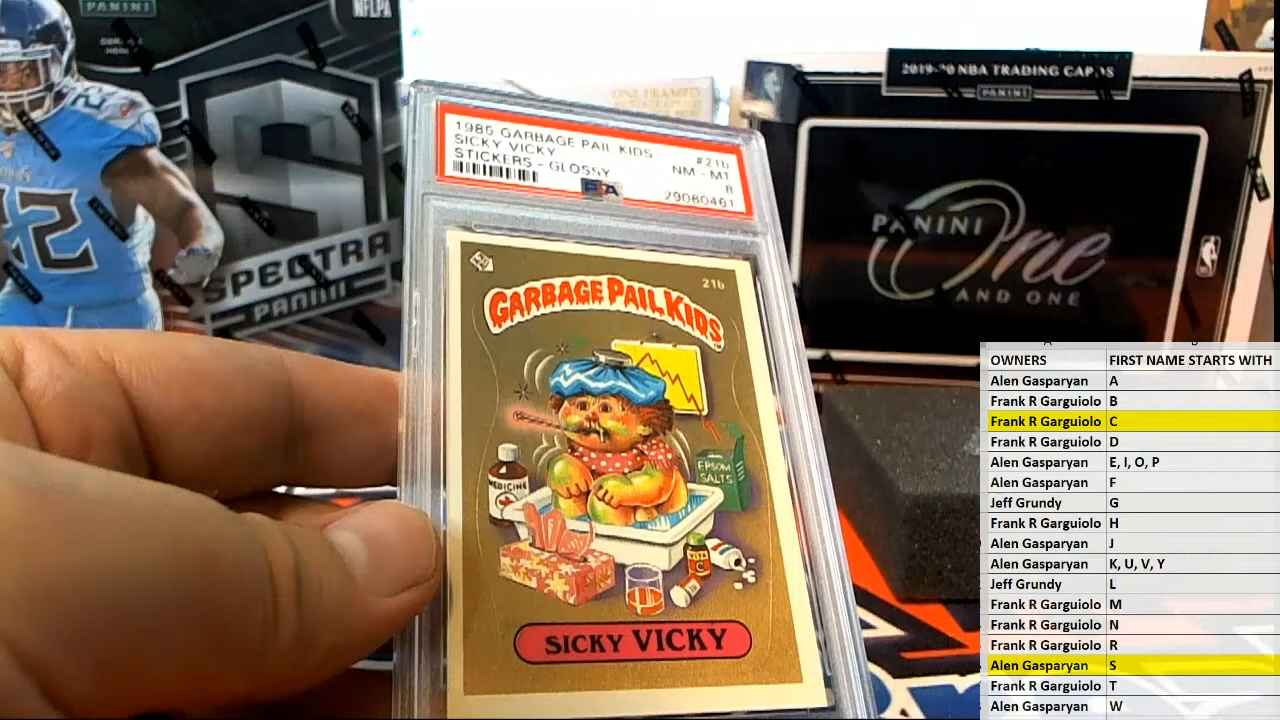 PANINI
NFLPA
22
SPECTRA
PANINI
1985 GARBAGE PAIL KIDS
#21b
SICKY VICKY
NM - MT
STICKERS - GLOSSY
8
PSA
29060461
21b
GARBAGE PAIL KIDS
EPSOM
SALTS
MEDICINE
C
SICKY VICKY
2019-20 NBA TRADING CARDS
PANINI
PANINI
One
AND ONE
OWNERS FIRST NAME STARTS WITH
Alen Gasparyan A
Frank R Garguiolo B
Frank R Garguiolo C
Frank R Garguiolo D
Alen Gasparyan E, I, O, P
Alen Gasparyan F
Jeff Grundy G
Frank R Garguiolo H
Alen Gasparyan J
Alen Gasparyan K, U, V, Y
Jeff Grundy L
Frank R Garguiolo M
Frank R Garguiolo N
Frank R Garguiolo R
Alen Gasparyan S
Frank R Garguiolo T
Alen Gasparyan W